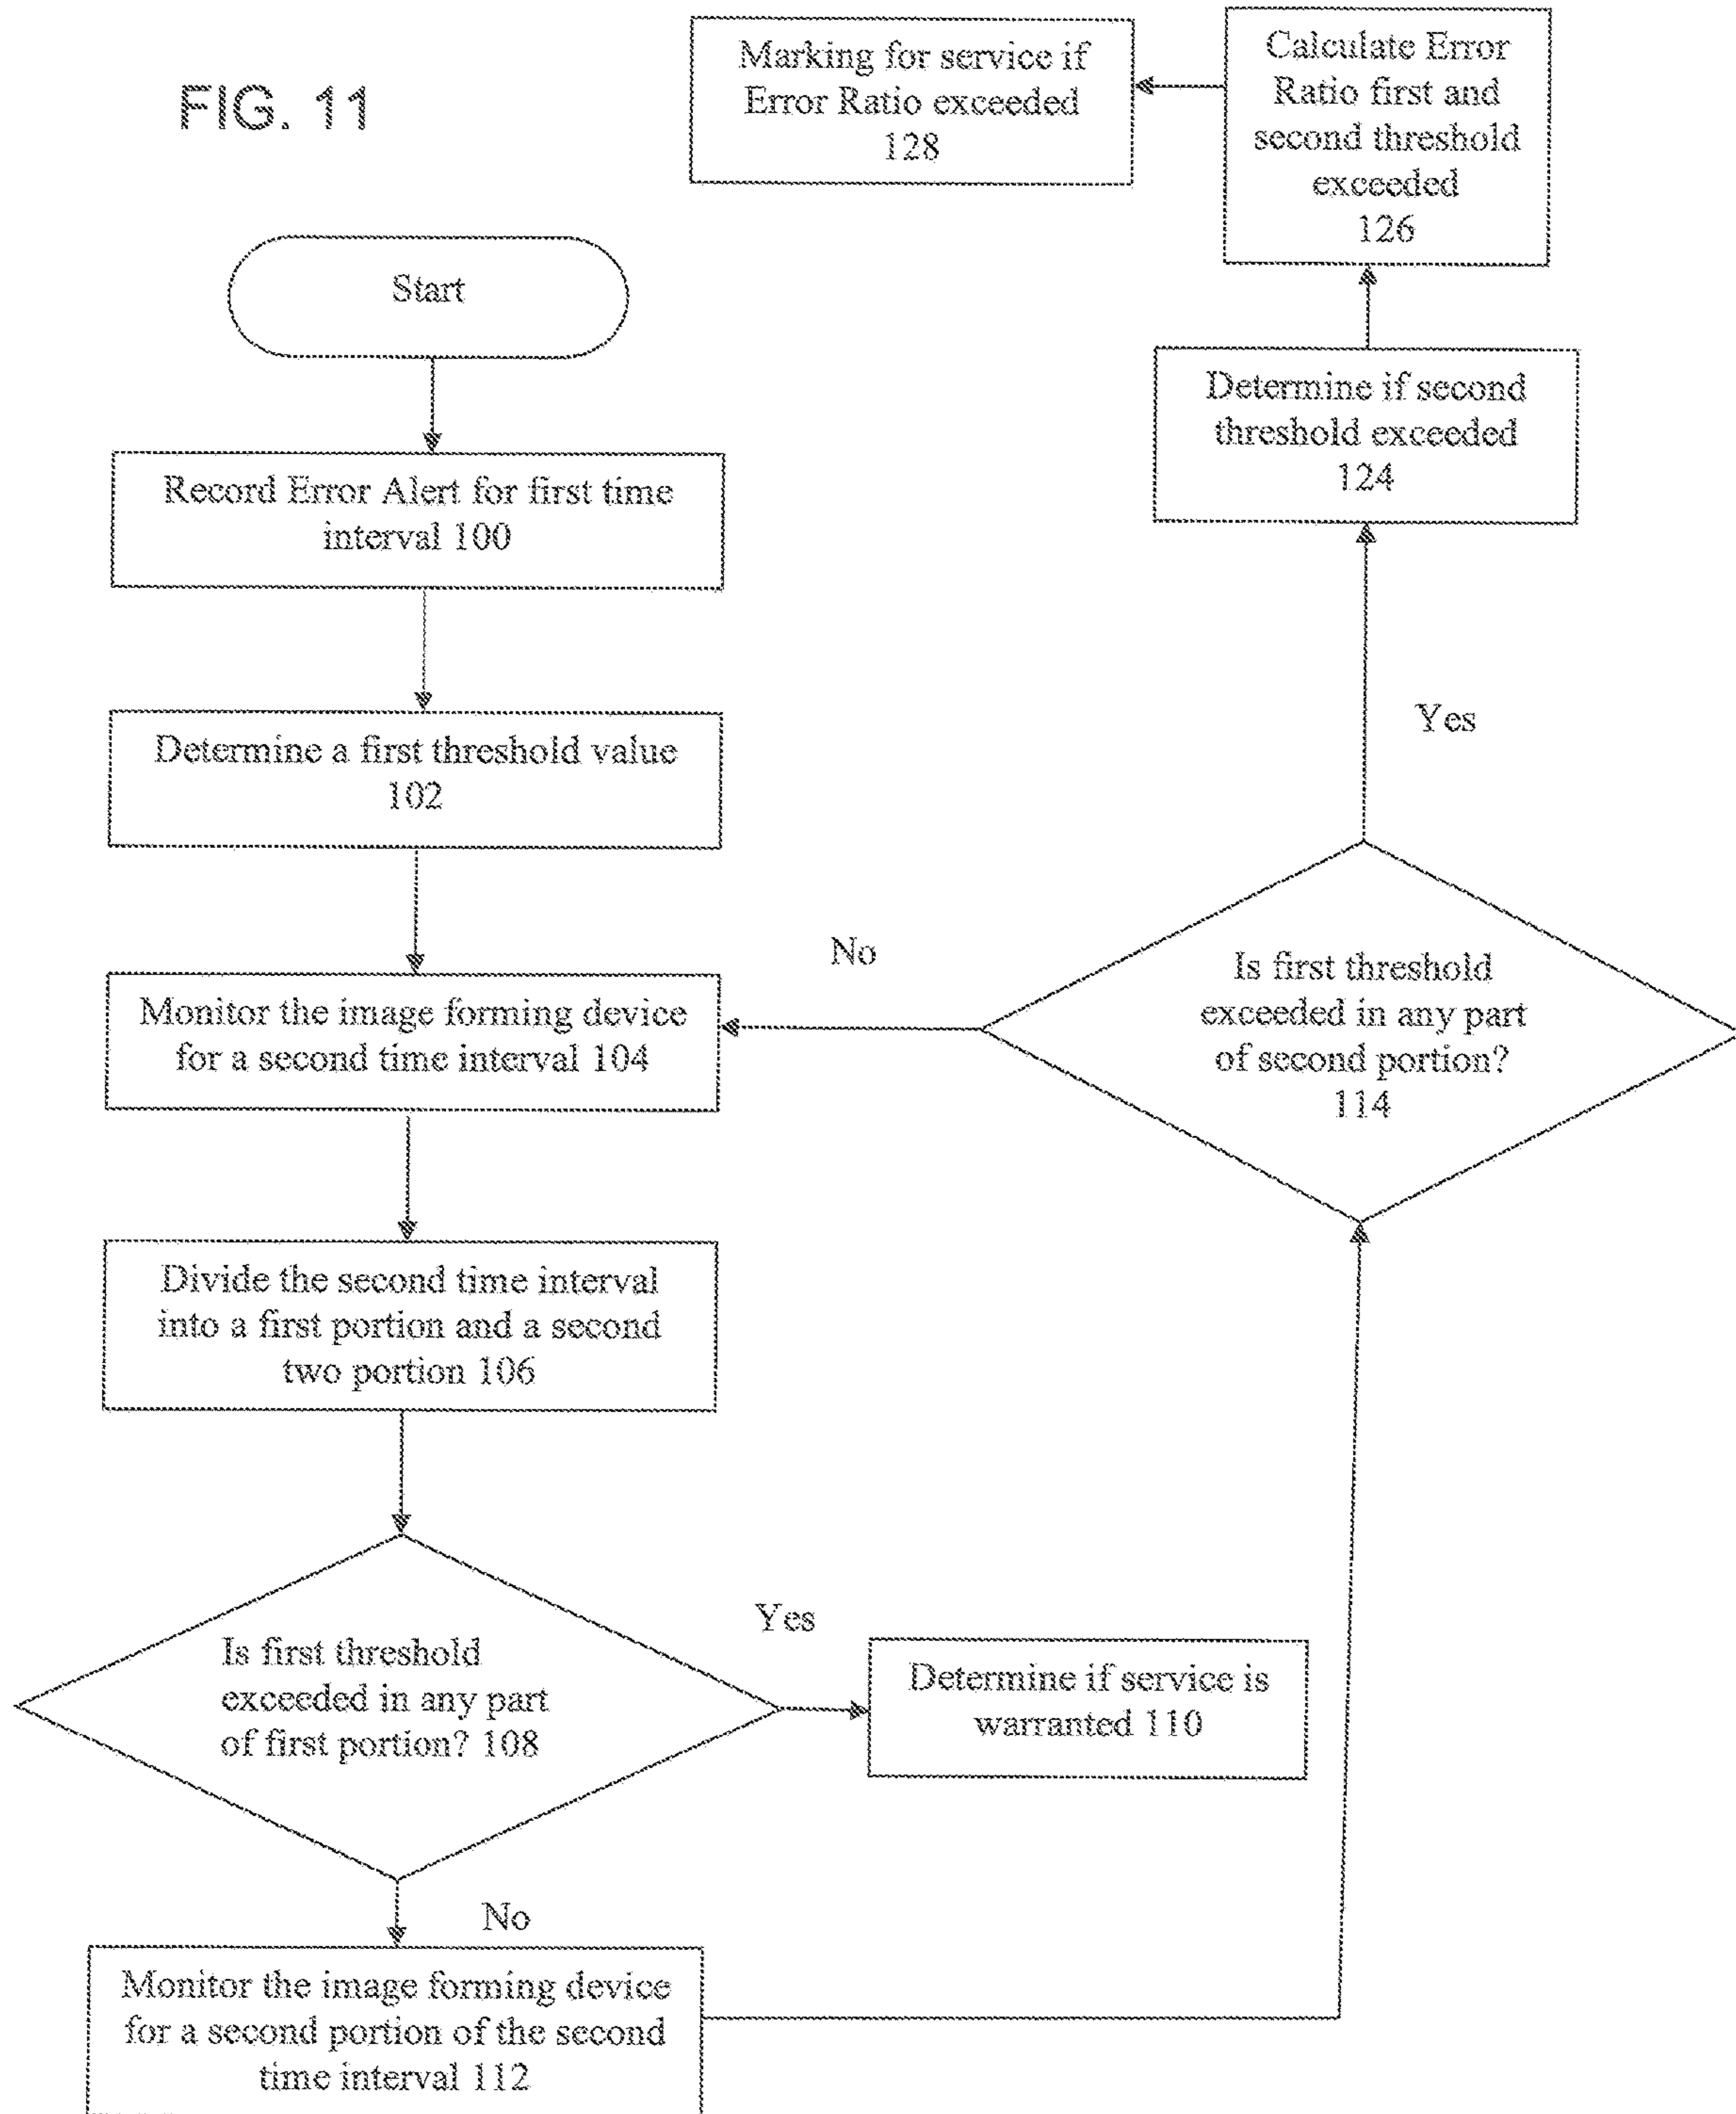 FIG. 11
Start
Record Error Alert for first time
interval 100
Determine a first threshold value
102
Monitor the image forming device
for a second time interval 104
Divide the second time interval
into a first portion and a second
two portion 106
Is first threshold
exceeded in any part
of first portion? 108
Yes
Determine if service is
warranted 110
No
Monitor the image forming device
for a second portion of the second
time interval 112
Is first threshold
exceeded in any part
of second portion?
114
No
Yes
Determine if second
threshold exceeded
124
Calculate Error
Ratio first and
second threshold
exceeded
126
Marking for service if
Error Ratio exceeded
128